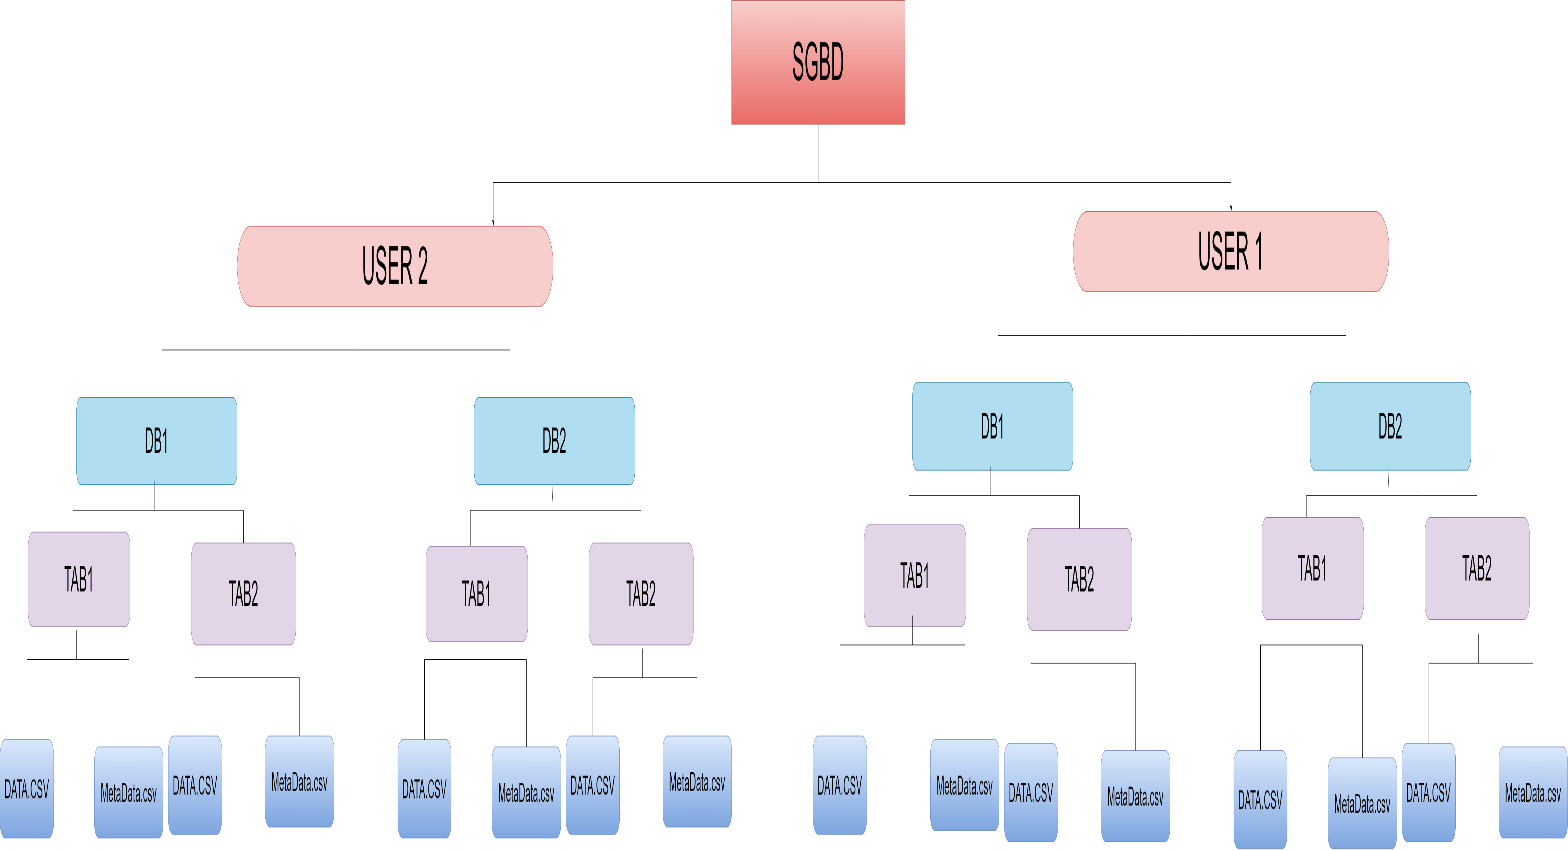 SGBD
USER 2
USER 1
DB1
DB2
DB1
DB2
TAB1
TAB2
TAB1
TAB2
TAB1
TAB2
TAB1
TAB2
DATA.CSV
MetaData.csv
DATA.CSV
MetaData.csv
DATA.CSV
MetaData.csv
DATA.CSV
MetaData.csv
DATA.CSV
MetaData.csv
DATA.CSV
MetaData.csv
DATA.CSV
MetaData.csv
DATA.CSV
MetaData.csv